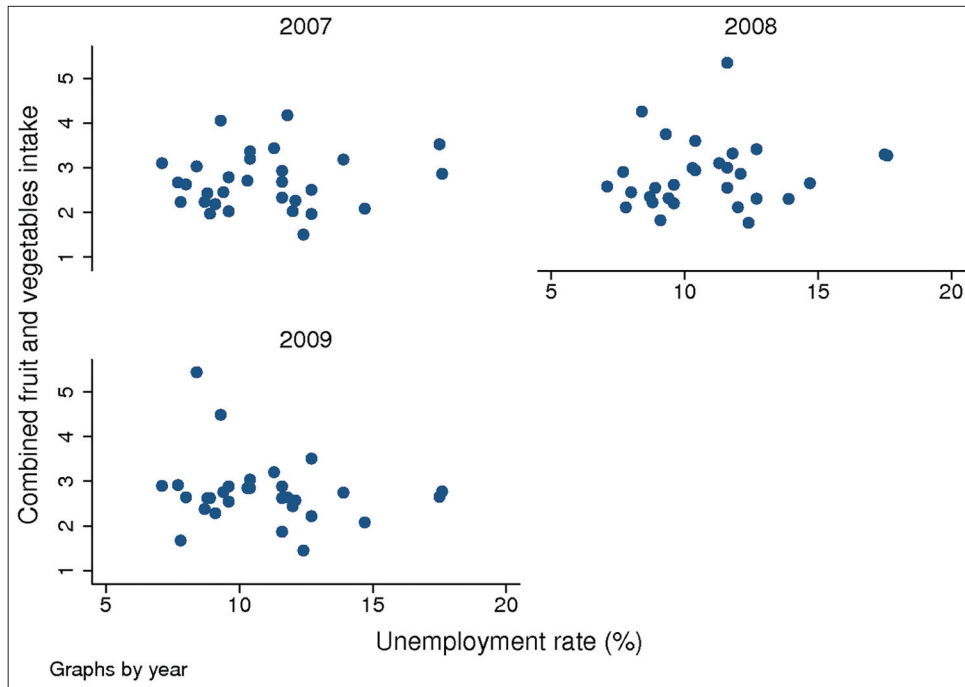 2007
2008
Combined fruit and vegetables intake
5
4
3
2
1
5 10 15 20
2009
5
4
3
2
1
5 10 15 20
Unemployment rate (%)
Graphs by year